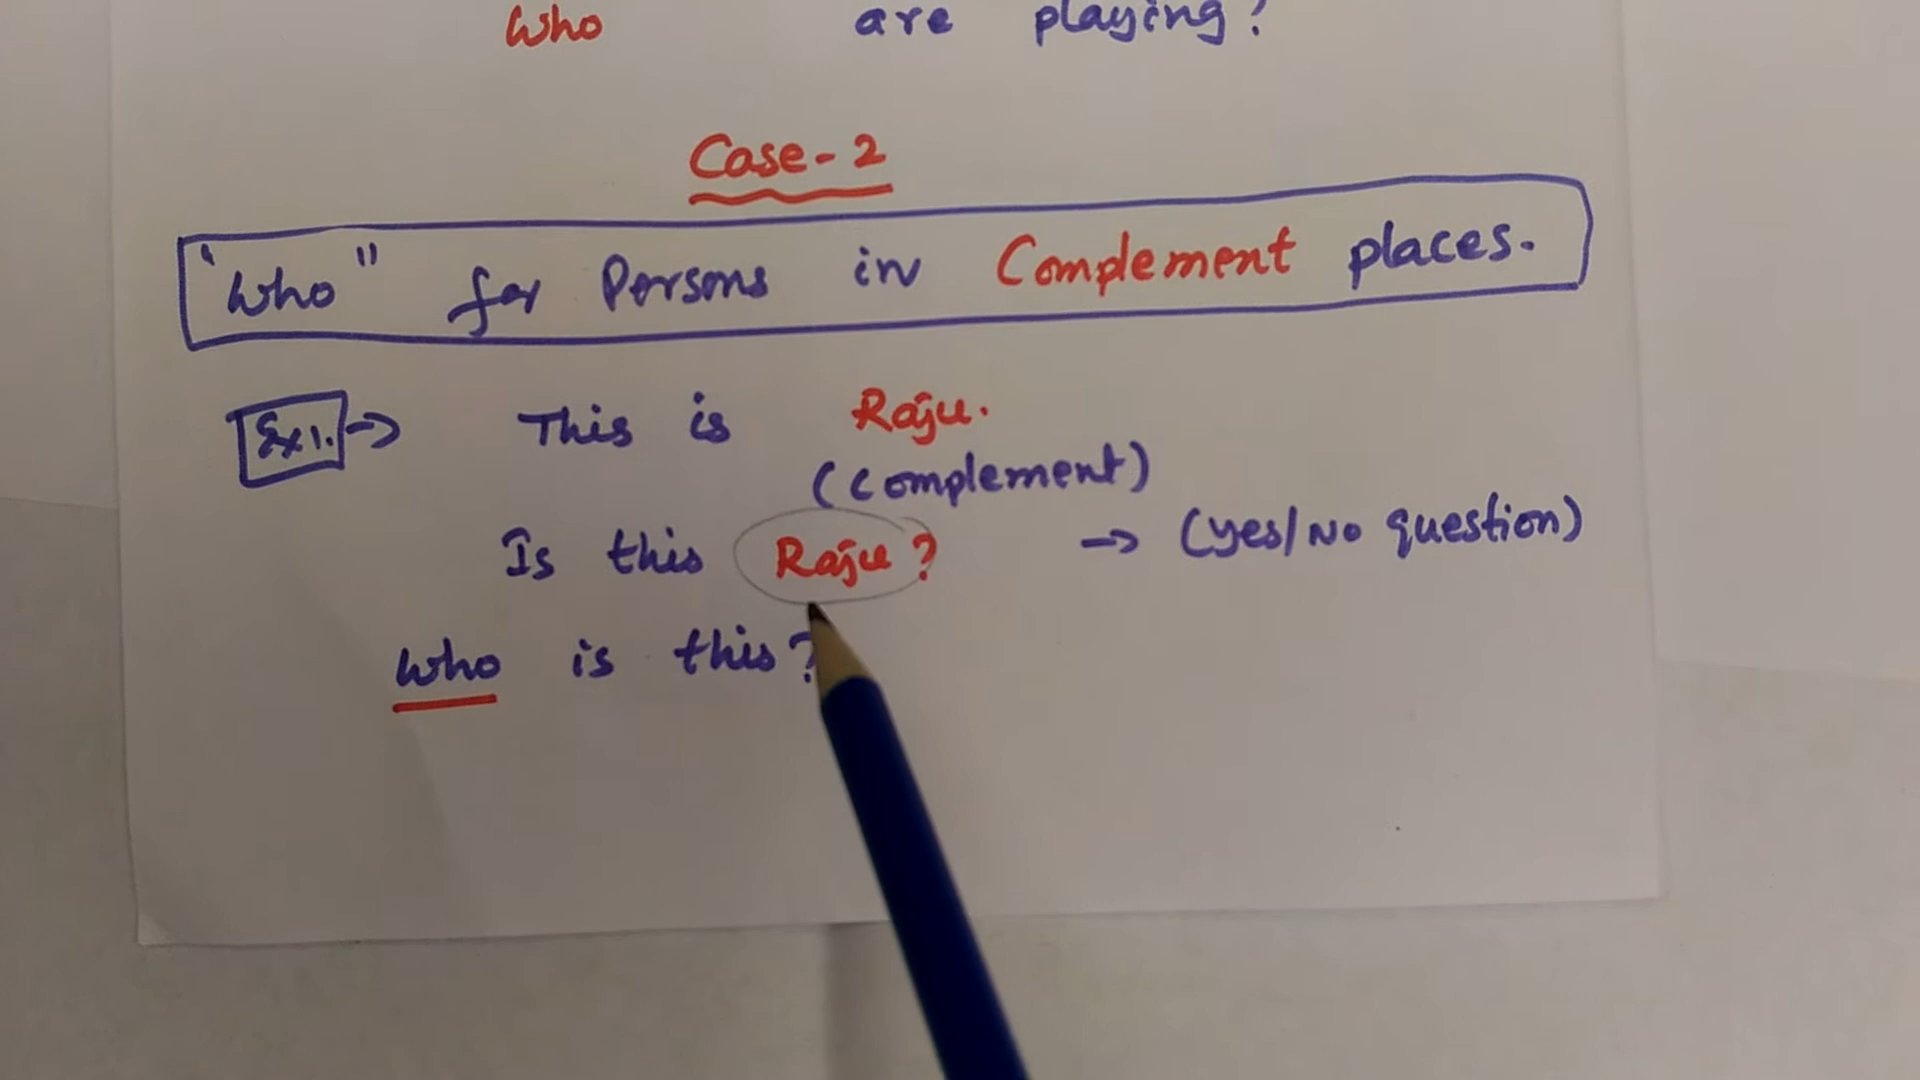 Who are playing?
Case-2
"Who" for Persons in Complement places.
Ex1. → This is Raju.
(Complement)
Is this Raju? → (yes/No question)
Who is this?